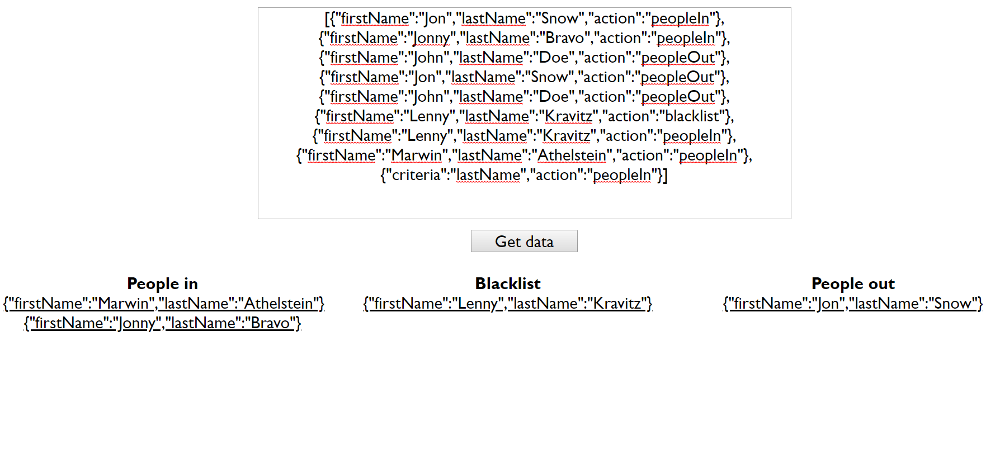 [{"firstName":"Jon","lastName":"Snow","action":"peopleIn"},
{"firstName":"Jonny","lastName":"Bravo","action":"peopleIn"},
{"firstName":"John","lastName":"Doe","action":"peopleOut"},
{"firstName":"Jon","lastName":"Snow","action":"peopleOut"},
{"firstName":"John","lastName":"Doe","action":"peopleOut"},
{"firstName":"Lenny","lastName":"Kravitz","action":"blacklist"},
{"firstName":"Lenny","lastName":"Kravitz","action":"peopleIn"},
{"firstName":"Marwin","lastName":"Athelstein","action":"peopleIn"},
{"criteria":"lastName","action":"peopleIn"}]
Get data
People in
{"firstName":"Marwin","lastName":"Athelstein"}
{"firstName":"Jonny","lastName":"Bravo"}
Blacklist
{"firstName":"Lenny","lastName":"Kravitz"}
People out
{"firstName":"Jon","lastName":"Snow"}